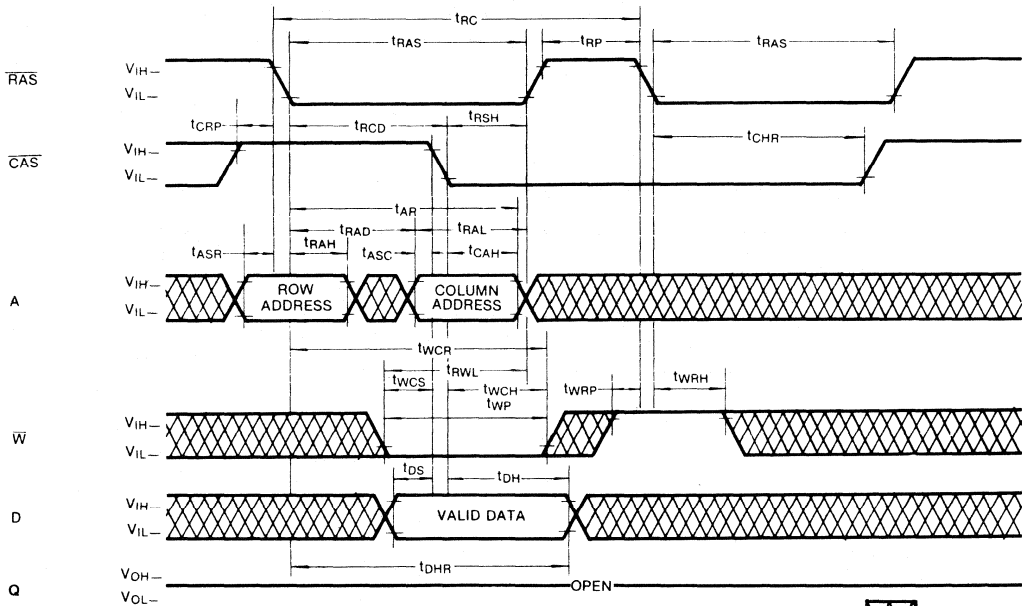 tRC
tRAS tRP tRAS
RAS VIH–
VIL–
tCRP tRCD tRSH tCHR
CAS VIH–
VIL–
tAR
tRAD tRAL
tASR tRAH tASC tCAH
A VIH– ROW ADDRESS COLUMN ADDRESS
VIL–
tWCR
tRWL
tWCS tWCH tWRP tWRH
tWP
W VIH–
VIL–
tDS tDH
D VIH– VALID DATA
VIL–
tDHR
Q VOH– OPEN
VOL–